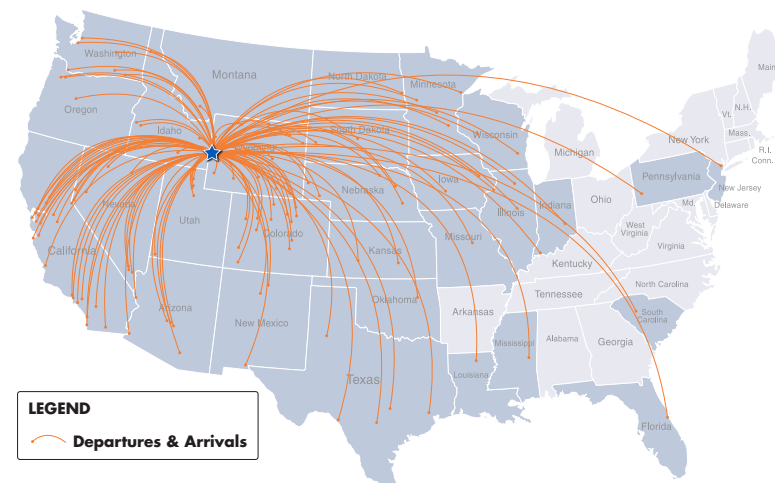 Washington
Montana
North Dakota
Minnesota
Main
Oregon
Idaho
South Dakota
Wisconsin
Michigan
New York
Vt.
N.H.
Mass.
R.I.
Conn.
Nevada
Utah
Colorado
Nebraska
Iowa
Illinois
Indiana
Ohio
Pennsylvania
New Jersey
Md.
Delaware
West
Virginia
Virginia
California
Kansas
Missouri
Kentucky
Arizona
New Mexico
Oklahoma
Arkansas
Tennessee
North Carolina
South
Carolina
Texas
Louisiana
Mississippi
Alabama
Georgia
Florida
LEGEND
Departures & Arrivals